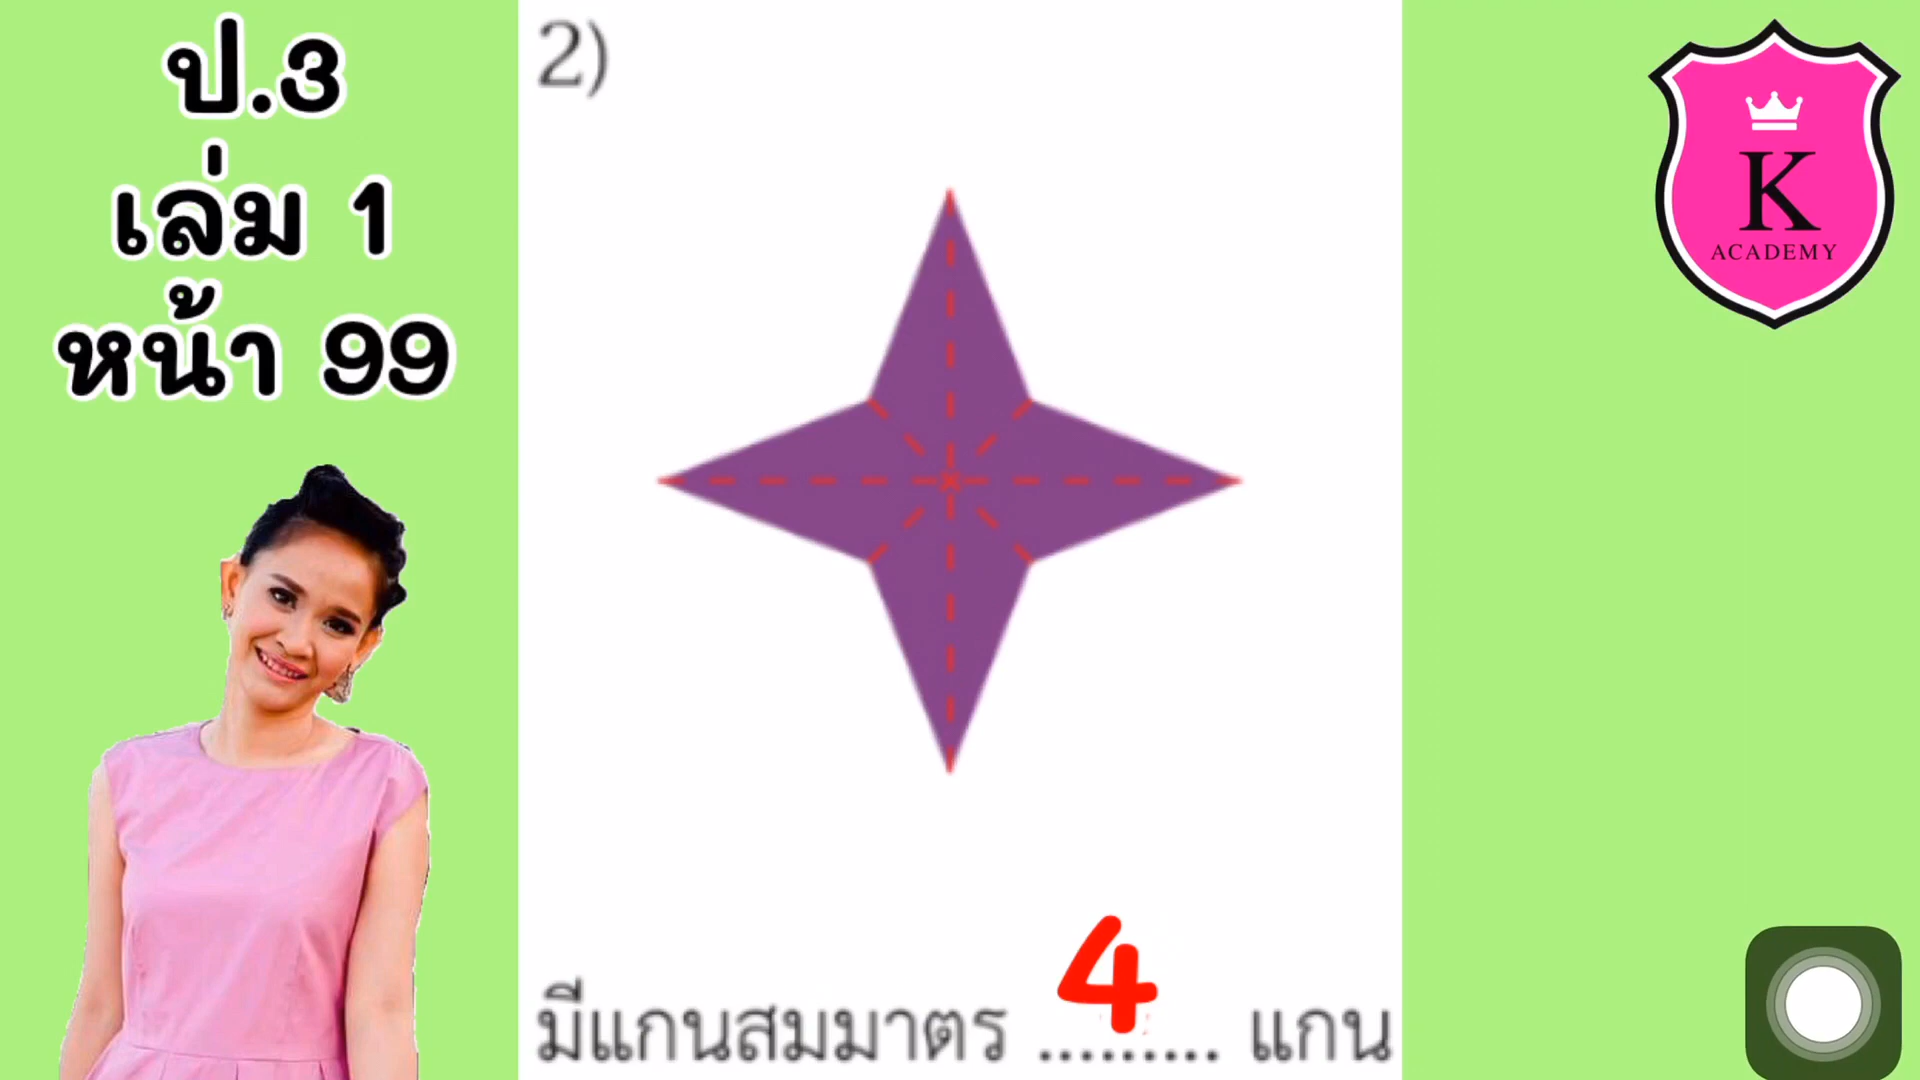 ป.3
เล่ม 1
หน้า 99
2)
มีแกนสมมาตร ...4... แกน
K
ACADEMY